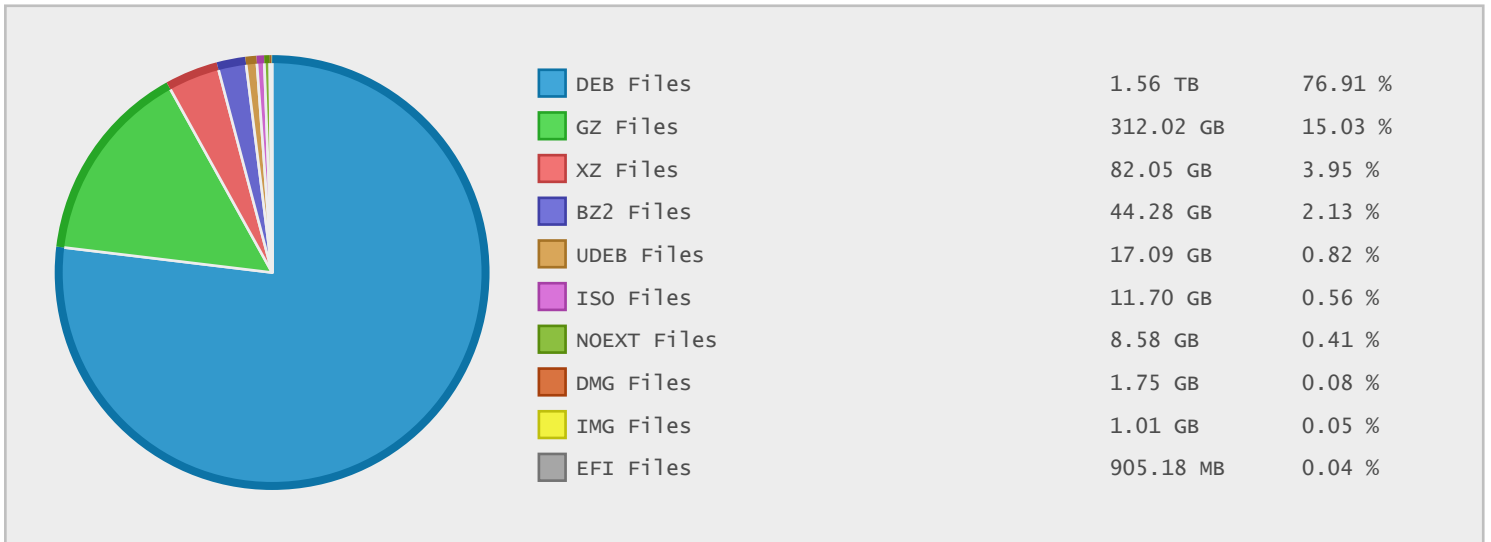 DEB Files 1.56 TB 76.91 %
GZ Files 312.02 GB 15.03 %
XZ Files 82.05 GB 3.95 %
BZ2 Files 44.28 GB 2.13 %
UDEB Files 17.09 GB 0.82 %
ISO Files 11.70 GB 0.56 %
NOEXT Files 8.58 GB 0.41 %
DMG Files 1.75 GB 0.08 %
IMG Files 1.01 GB 0.05 %
EFI Files 905.18 MB 0.04 %